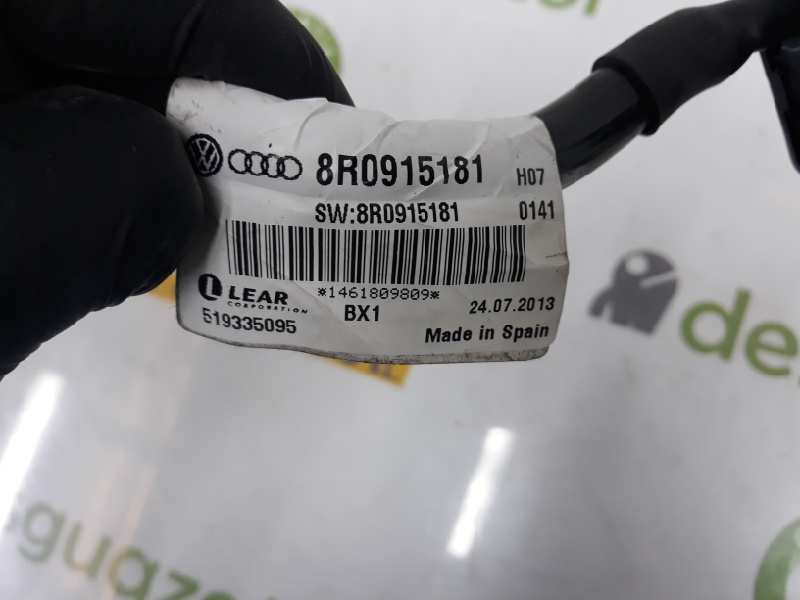 8R0915181 H07
SW:8R0915181 0141
*1461809809*
LEAR
CORPORATION
BX1
24.07.2013
519335095
Made in Spain